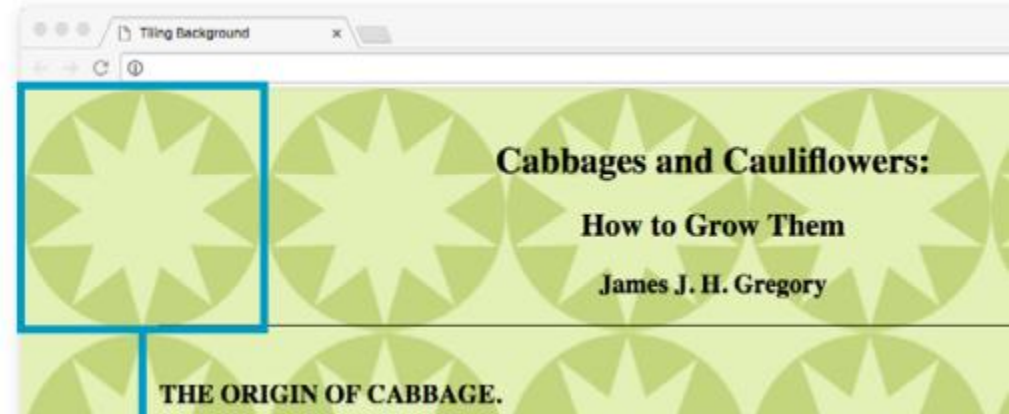 Tiling Background
Cabbages and Cauliflowers:
How to Grow Them
James J. H. Gregory
THE ORIGIN OF CABBAGE.